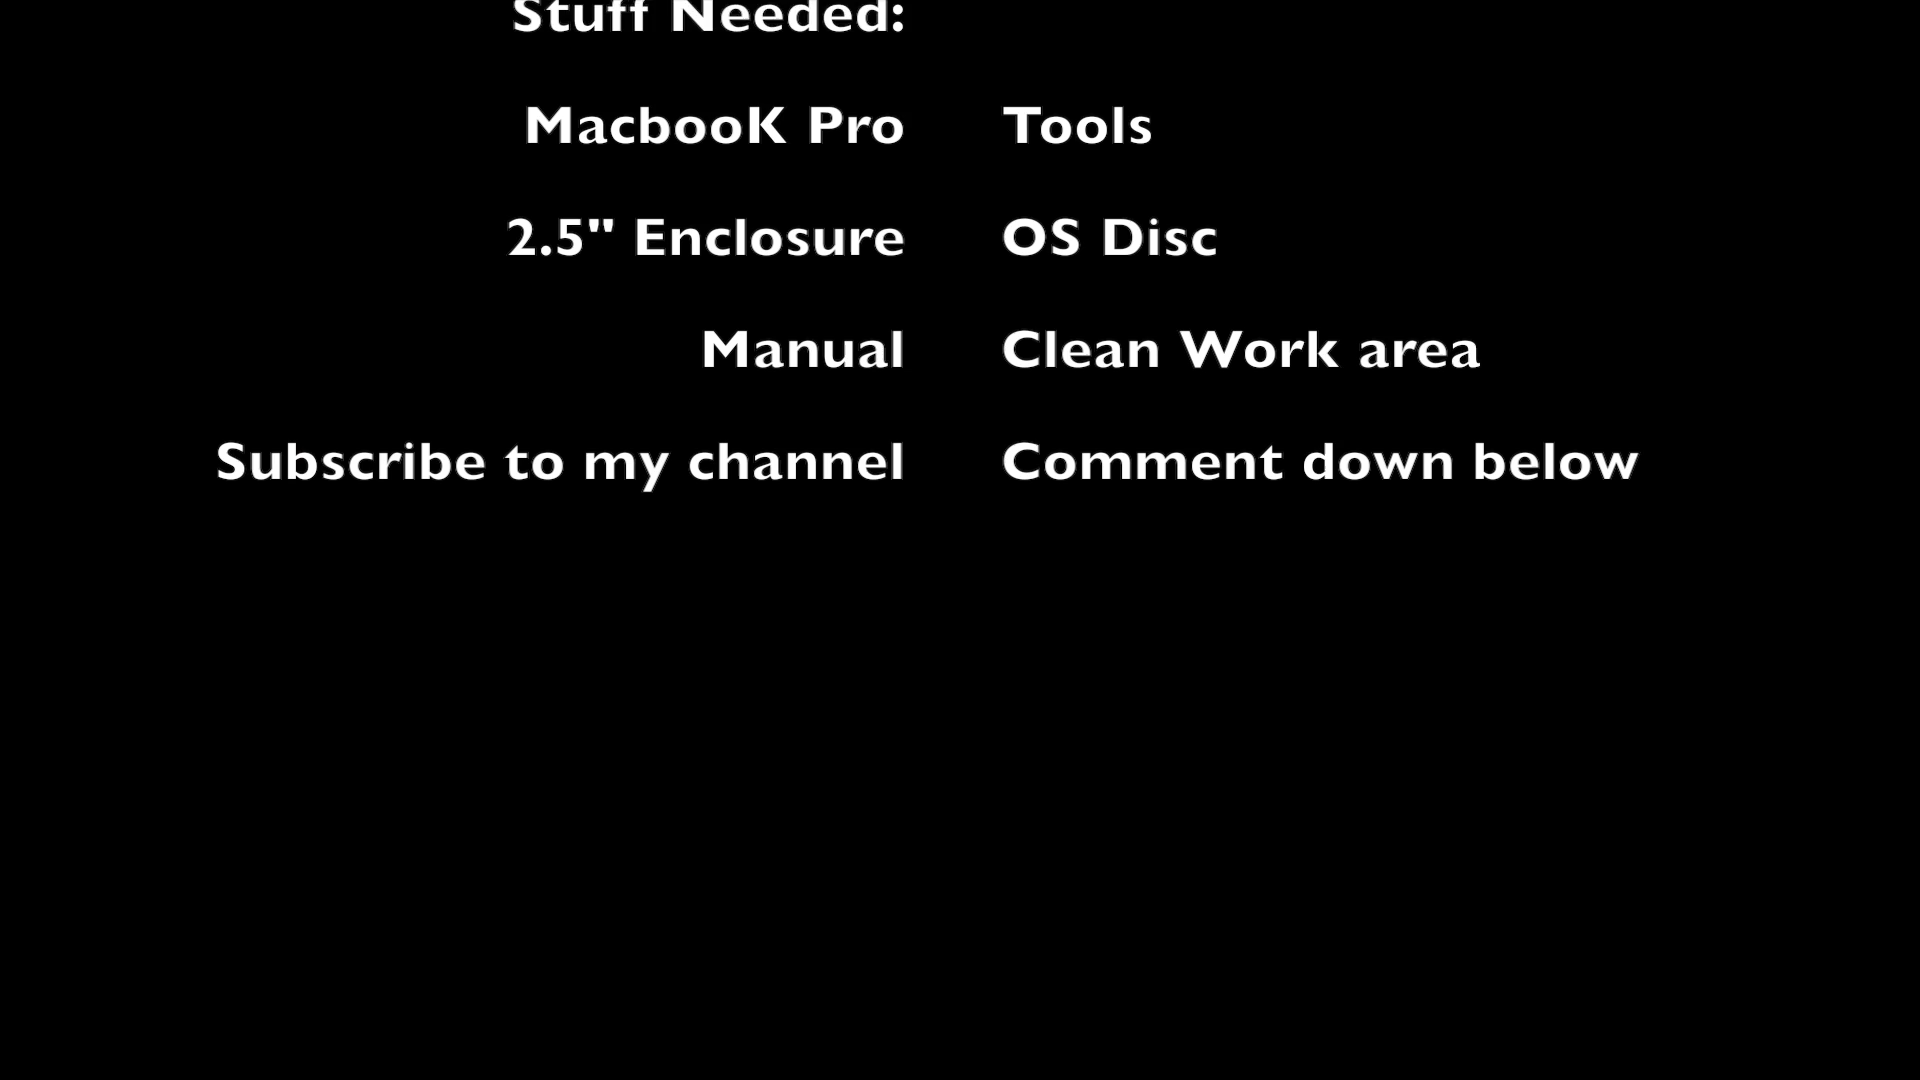 Stuff Needed:
MacbooK Pro Tools
2.5" Enclosure OS Disc
Manual Clean Work area
Subscribe to my channel Comment down below